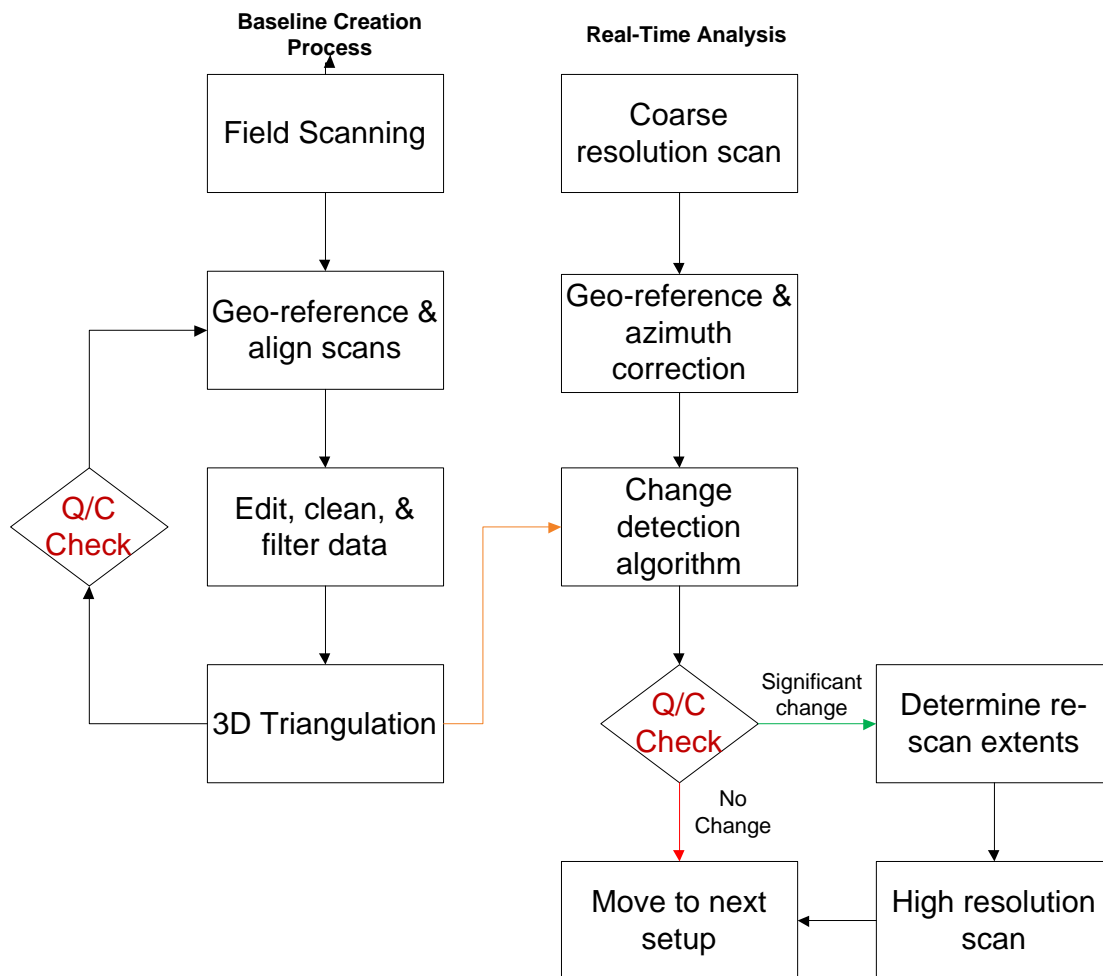 Baseline Creation
Process
Real-Time Analysis
Field Scanning
Coarse
resolution scan
Geo-reference &
align scans
Geo-reference &
azimuth
correction
Q/C
Check
Edit, clean, &
filter data
Change
detection
algorithm
3D Triangulation
Q/C
Check
Significant
change
Determine re-
scan extents
No
Change
Move to next
setup
High resolution
scan